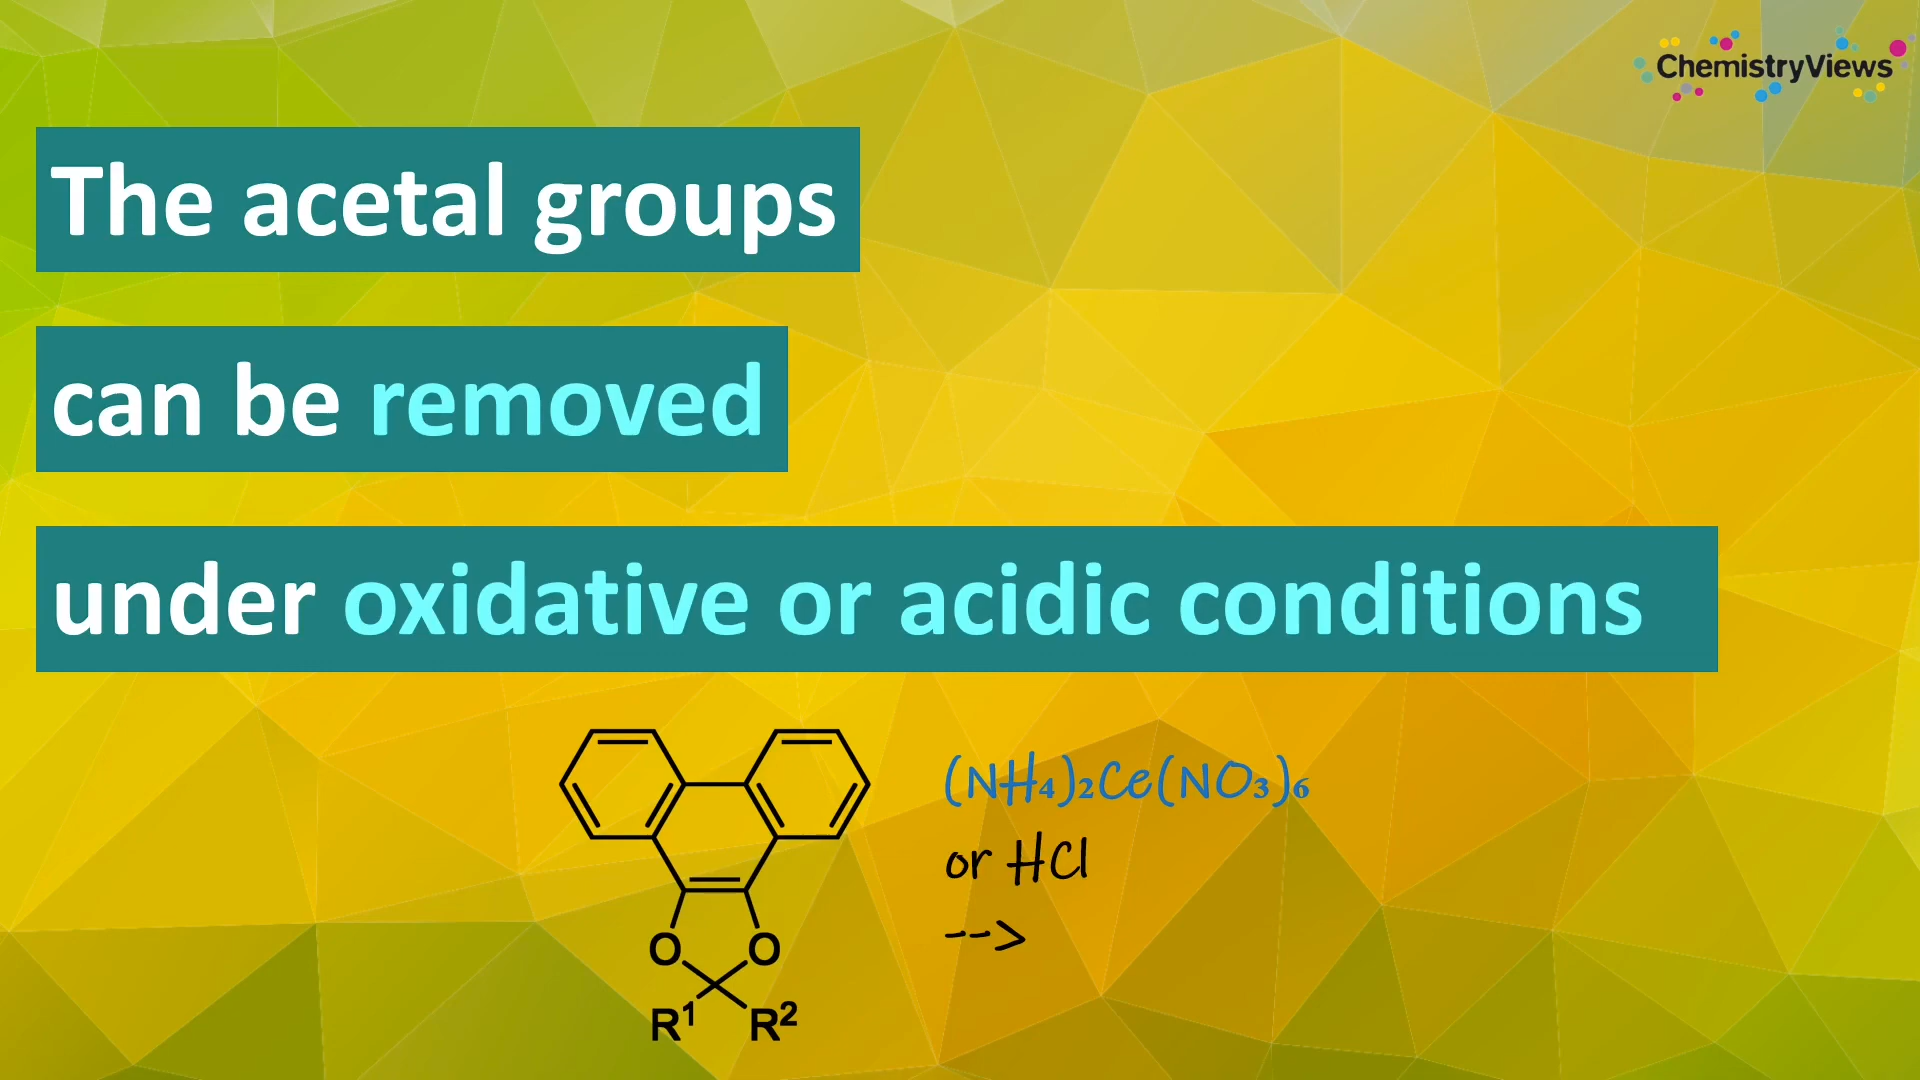 ChemistryViews
The acetal groups
can be removed
under oxidative or acidic conditions
(NH₄)₂Ce(NO₃)₆
or HCl
-->
O O
R¹ R²